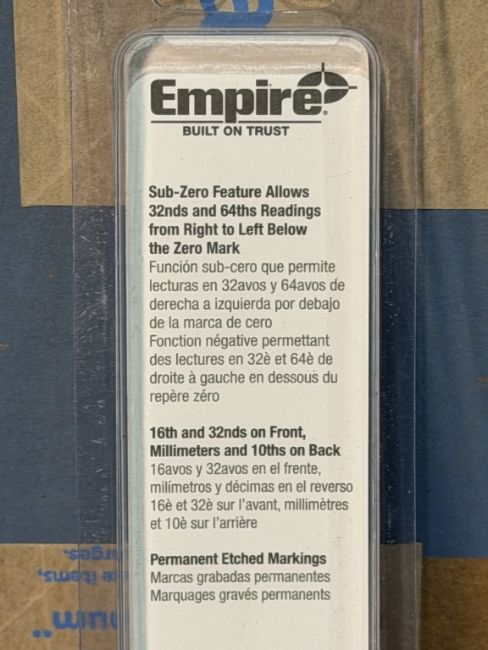 Empire®
BUILT ON TRUST
Sub-Zero Feature Allows
32nds and 64ths Readings
from Right to Left Below
the Zero Mark
Función sub-cero que permite
lecturas en 32avos y 64avos de
derecha a izquierda por debajo
de la marca de cero
Fonction négative permettant
des lectures en 32è et 64è de
droite à gauche en dessous du
repère zéro
16th and 32nds on Front,
Millimeters and 10ths on Back
16avos y 32avos en el frente,
milímetros y décimas en el reverso
16è et 32è sur l'avant, millimètres
et 10è sur l'arrière
Permanent Etched Markings
Marcas grabadas permanentes
Marquages gravés permanents